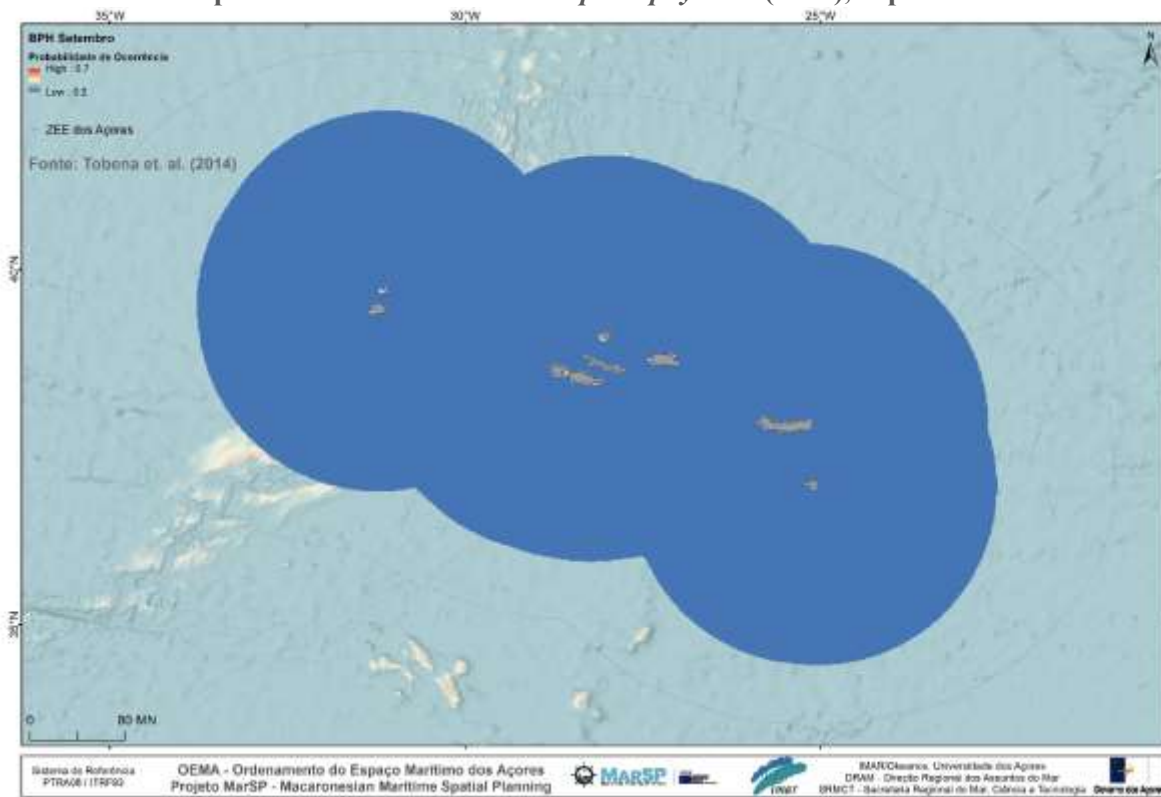 35°W 30°W 25°W
BPH Setembro
Probabilidade de Ocorrência
High : 0.7
N
ZEE dos Açores
Fonte: Tobena et. al. (2014)
40°N
35°N
0 80 MN
Sistema de Referência
PTRA08 / ITRF93
OEMA - Ordenamento do Espaço Marítimo dos Açores
Projeto MarSP - Macaronesian Maritime Spatial Planning
MARSP
IMAR/Okeanos, Universidade dos Açores
DRAM - Direção Regional dos Assuntos do Mar
SRMCT - Secretaria Regional do Mar, Ciência e Tecnologia
Governo dos Açores